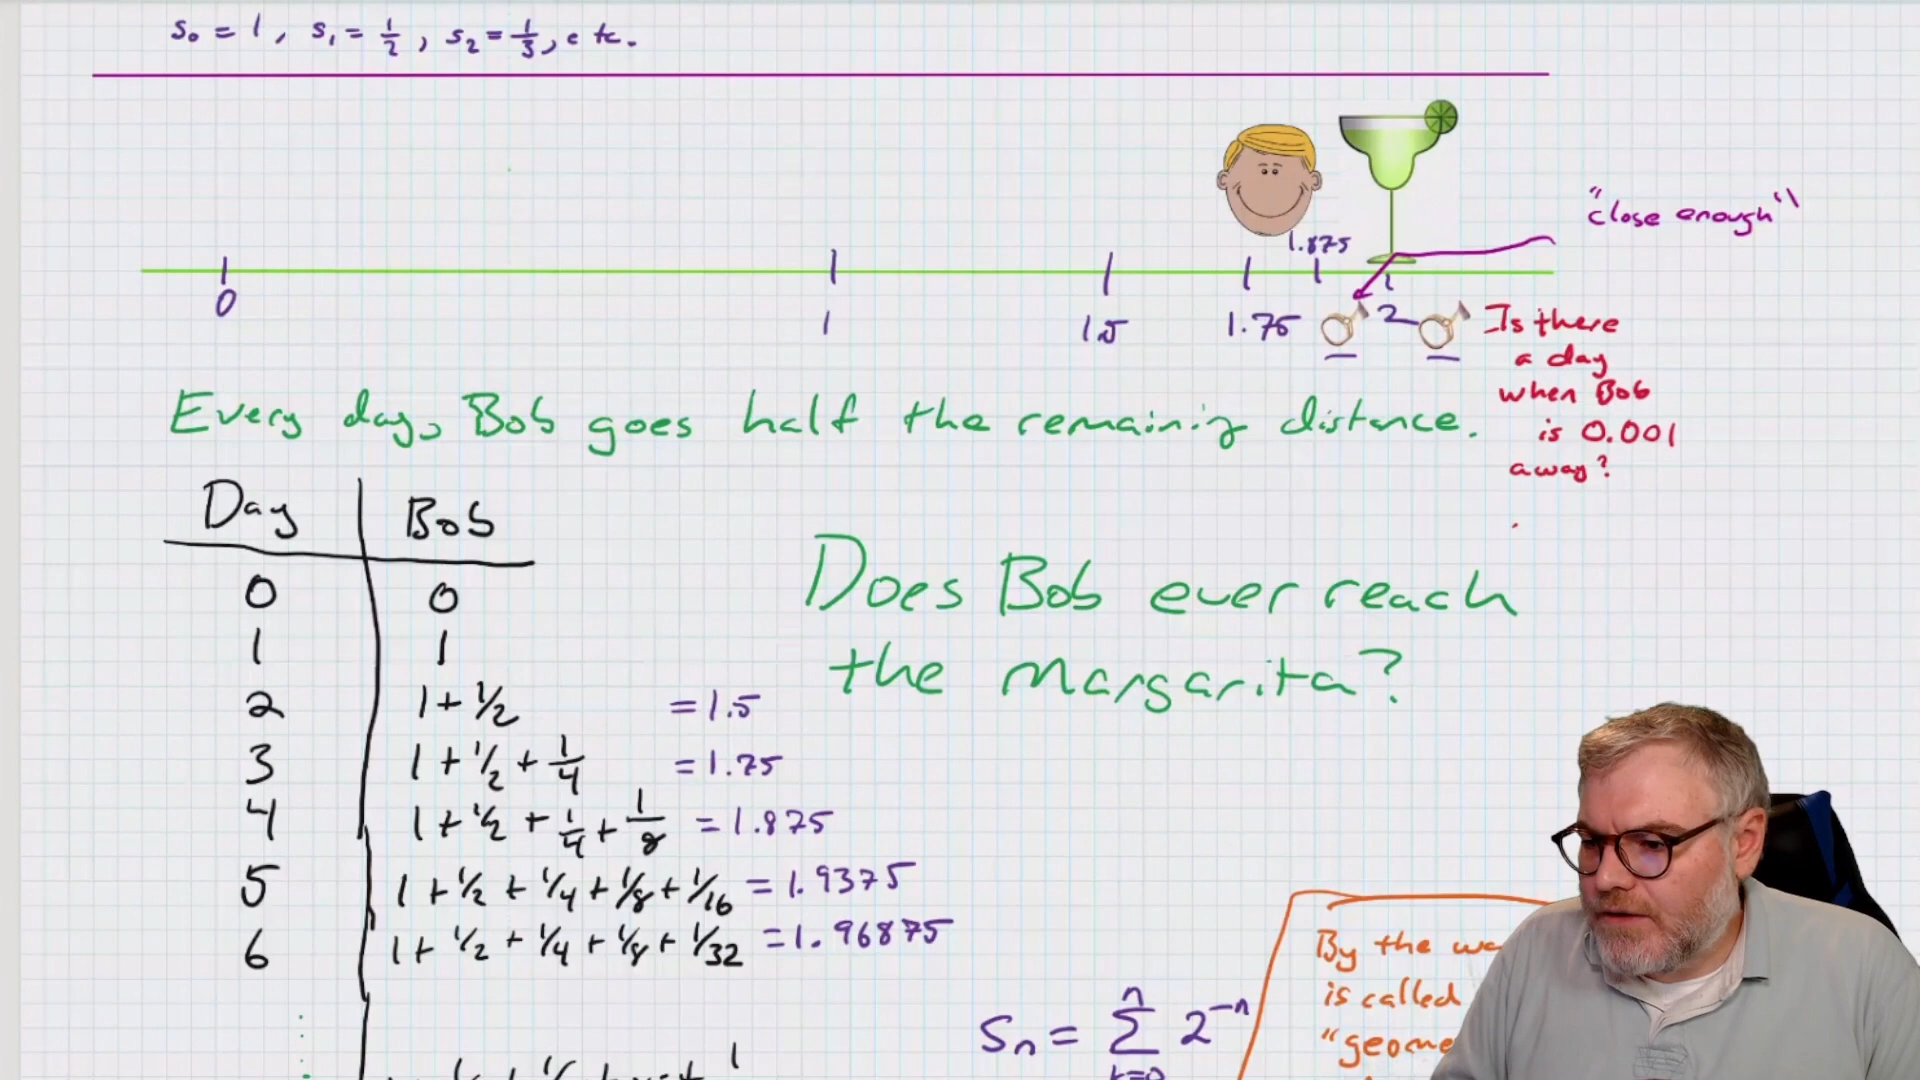 s₀ = 1, s₁ = 1/2, s₂ = 1/3, etc.
"close enough"
1.875
0
1
1.5
1.75
2
Is there
a day
when Bob
is 0.001
away?
Every day, Bob goes half the remaining distance.
Day Bob
0 0
1 1
2 1 + 1/2 = 1.5
3 1 + 1/2 + 1/4 = 1.75
4 1 + 1/2 + 1/4 + 1/8 = 1.875
5 1 + 1/2 + 1/4 + 1/8 + 1/16 = 1.9375
6 1 + 1/2 + 1/4 + 1/8 + 1/32 = 1.96875
Does Bob ever reach
the Margarita?
Sₙ = n Σ 2⁻ⁿ
By the wa
is called
"geome